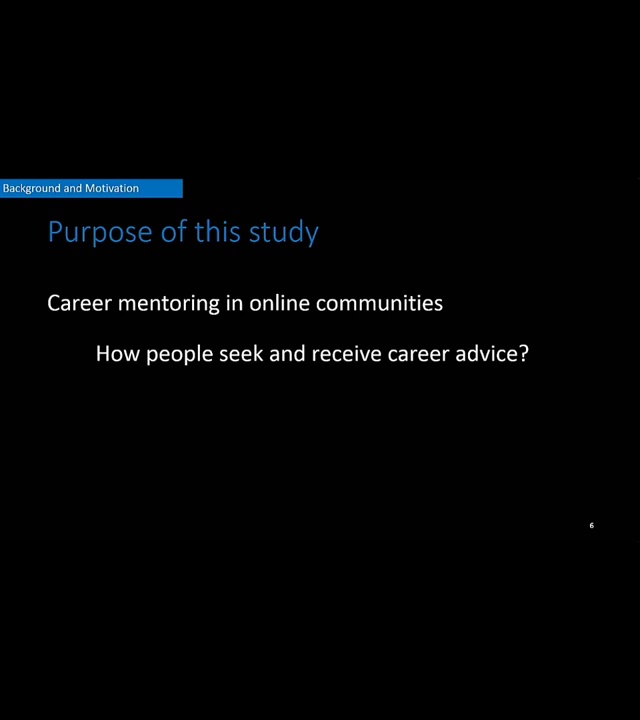 Background and Motivation
Purpose of this study
Career mentoring in online communities
How people seek and receive career advice?
6